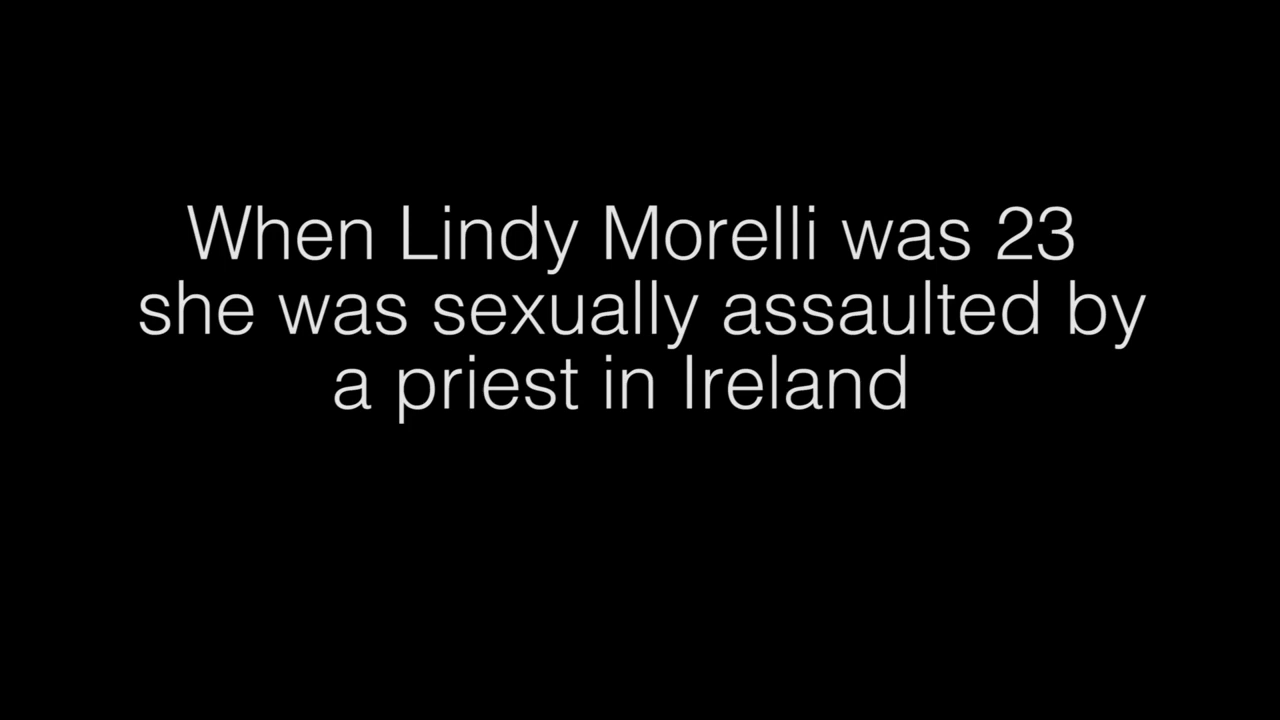 When Lindy Morelli was 23
she was sexually assaulted by
a priest in Ireland